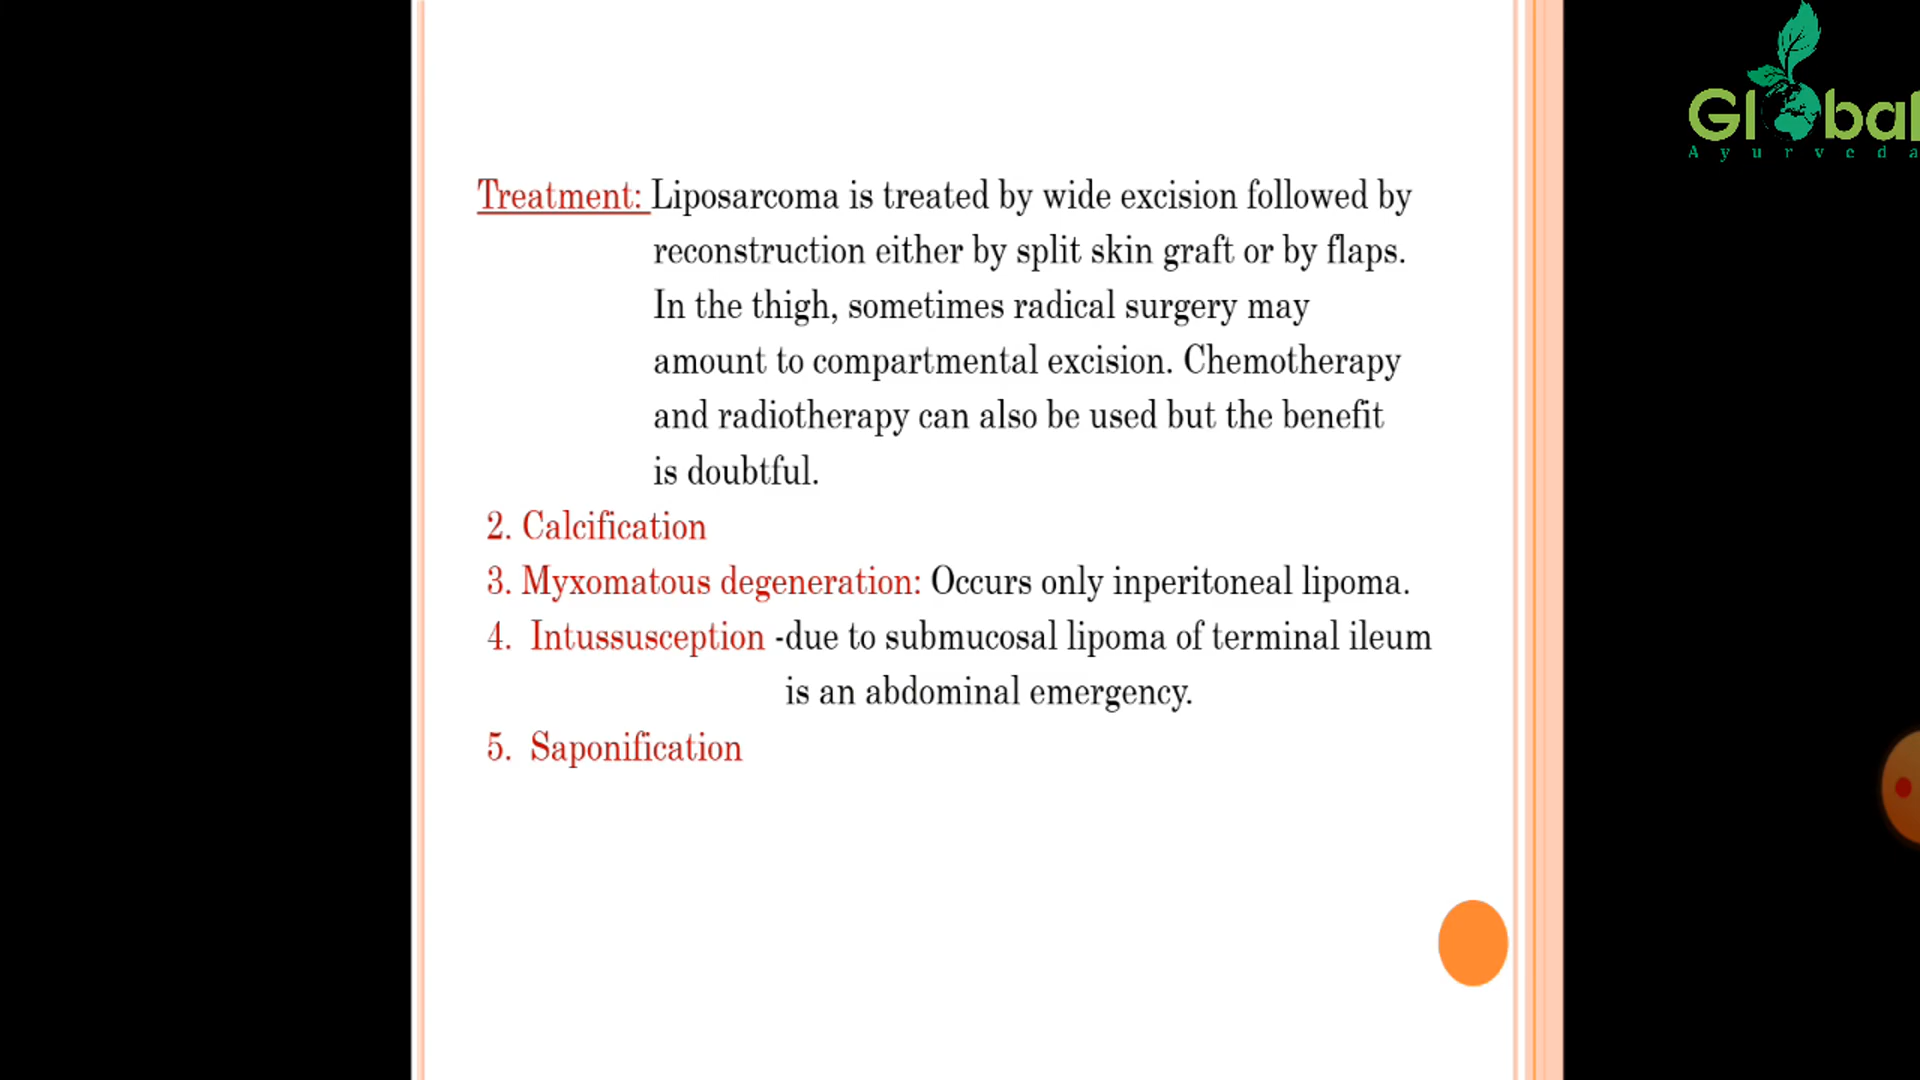 Global
Ayurveda
Treatment: Liposarcoma is treated by wide excision followed by
reconstruction either by split skin graft or by flaps.
In the thigh, sometimes radical surgery may
amount to compartmental excision. Chemotherapy
and radiotherapy can also be used but the benefit
is doubtful.
2. Calcification
3. Myxomatous degeneration: Occurs only inperitoneal lipoma.
4. Intussusception -due to submucosal lipoma of terminal ileum
is an abdominal emergency.
5. Saponification